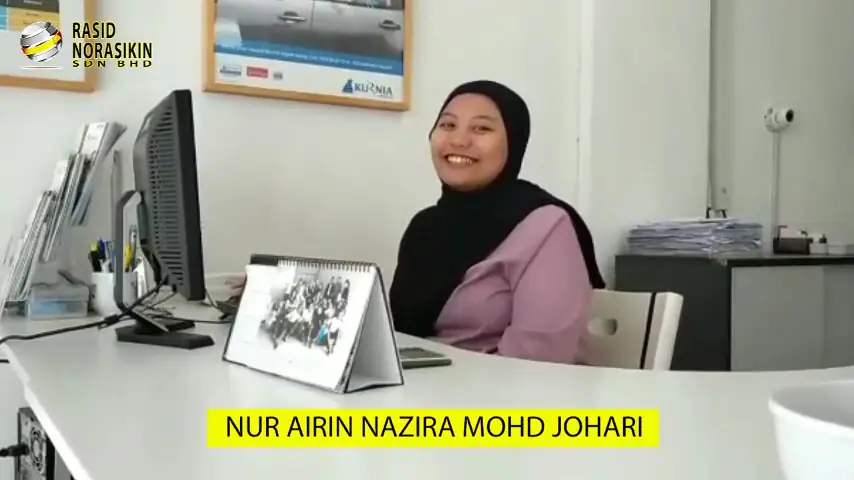 RASID
NORASIKIN
SDN BHD
KURNIA
NUR AIRIN NAZIRA MOHD JOHARI